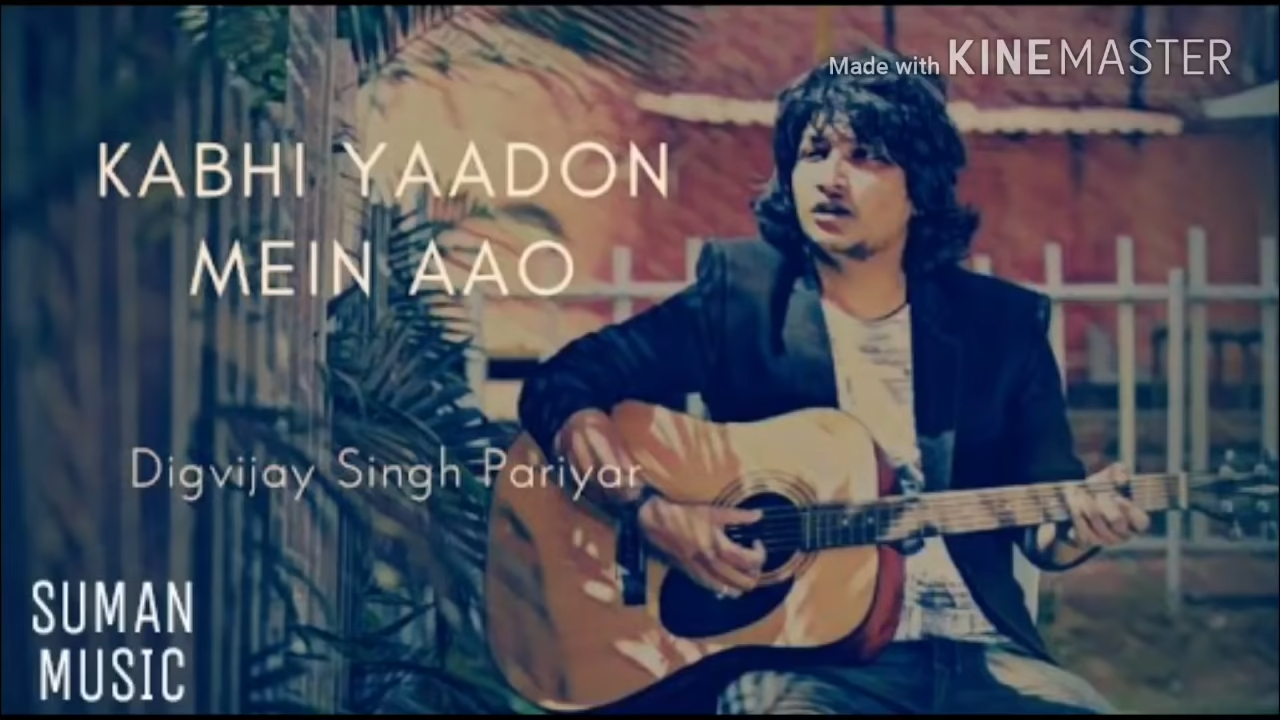 Made with KINEMASTER
KABHI YAADON
MEIN AAO
Digvijay Singh Pariyar
SUMAN
MUSIC